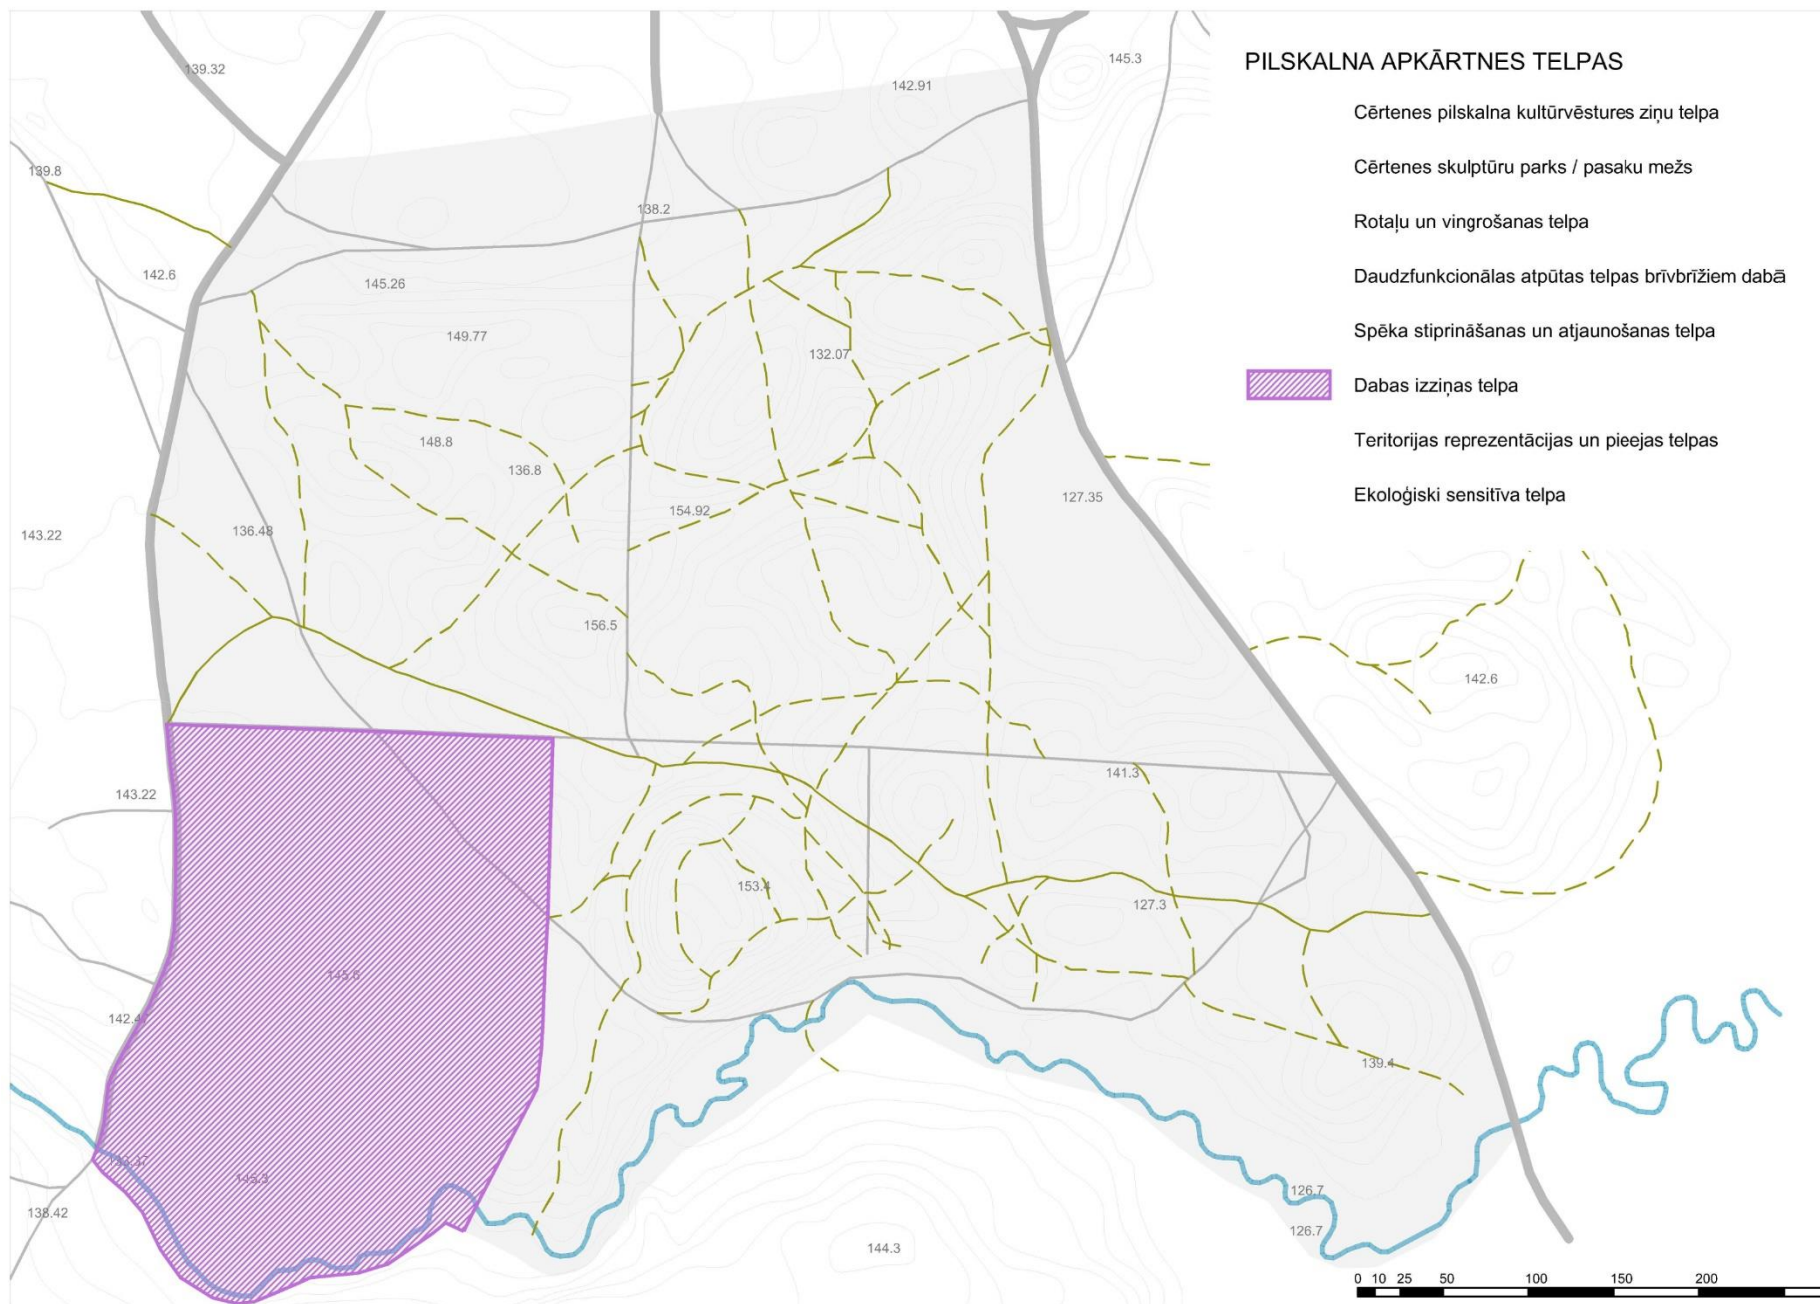 PILSKALNA APKĀRTNES TELPAS
Cērtenes pilskalna kultūrvēstures ziņu telpa
Cērtenes skulptūru parks / pasaku mežs
Rotaļu un vingrošanas telpa
Daudzfunkcionālas atpūtas telpas brīvbrīžiem dabā
Spēka stiprināšanas un atjaunošanas telpa
Dabas izziņas telpa
Teritorijas reprezentācijas un pieejas telpas
Ekoloģiski sensitīva telpa
139.32
142.91
145.3
139.8
138.2
142.6
145.26
149.77
132.07
148.8
136.8
127.35
154.92
136.48
143.22
156.5
142.6
141.3
143.22
153.4
127.3
145.8
142.4
139.4
145.3
126.7
138.42
126.7
144.3
0 10 25 50 100 150 200